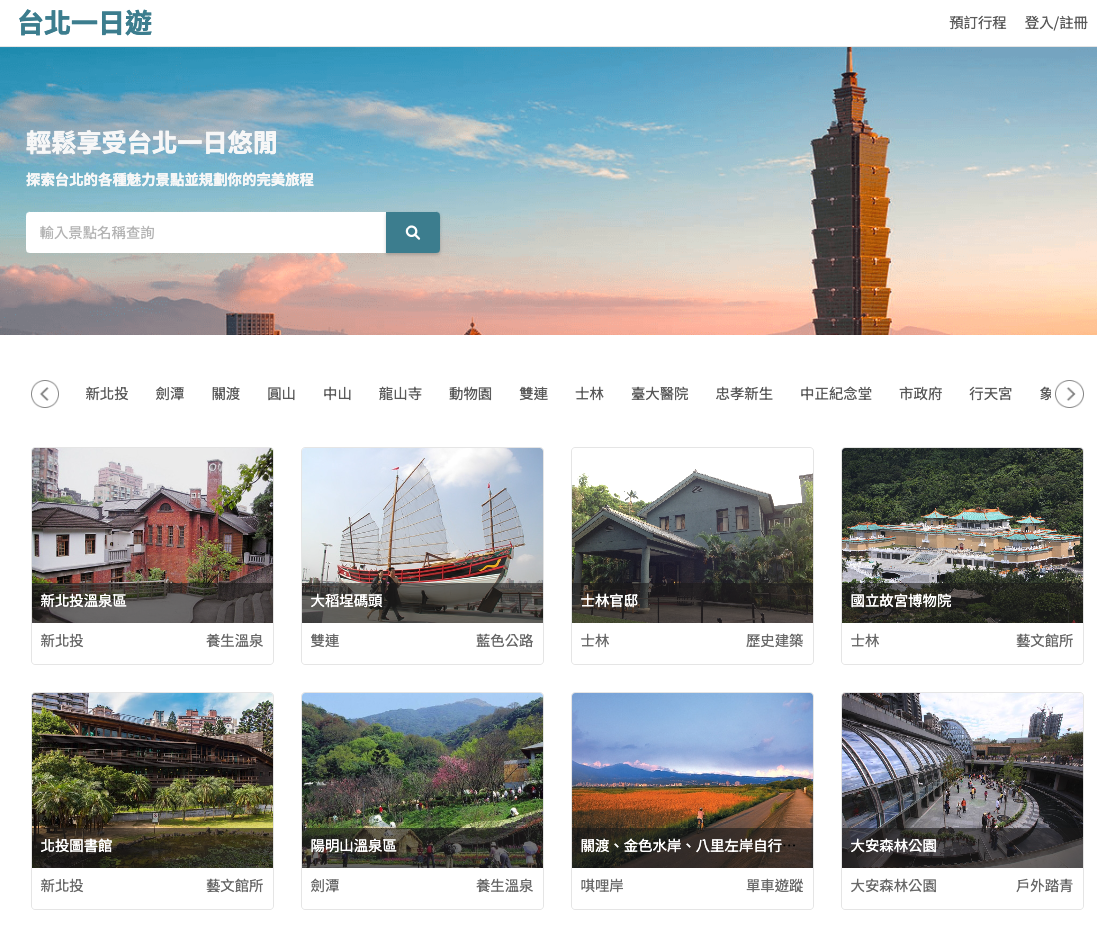 台北一日遊
預訂行程 登入/註冊
輕鬆享受台北一日悠閒
探索台北的各種魅力景點並規劃你的完美旅程
輸入景點名稱查詢
新北投 劍潭 關渡 圓山 中山 龍山寺 動物園 雙連 士林 臺大醫院 忠孝新生 中正紀念堂 市政府 行天宮 象
新北投溫泉區 大稻埕碼頭 士林官邸 國立故宮博物院
新北投 養生溫泉 雙連 藍色公路 士林 歷史建築 士林 藝文館所
北投圖書館 陽明山溫泉區 關渡、金色水岸、八里左岸自行⋯ 大安森林公園
新北投 藝文館所 劍潭 養生溫泉 唭哩岸 單車遊蹤 大安森林公園 戶外踏青